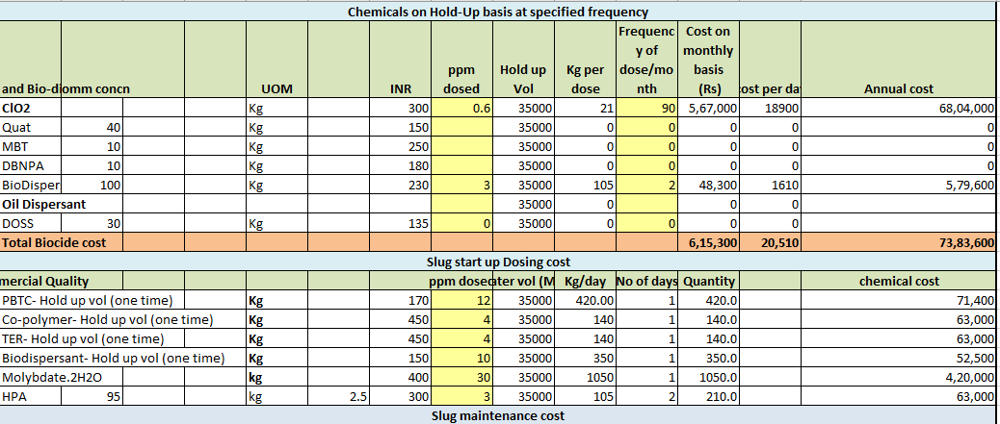 Chemicals on Hold-Up basis at specified frequency
and Bio-d omm concn UOM INR ppm dosed Hold up Vol Kg per dose Frequenc y of dose/mo nth Cost on monthly basis (Rs) ost per da Annual cost
ClO2 Kg 300 0.6 35000 21 90 5,67,000 18900 68,04,000
Quat 40 Kg 150 35000 0 0 0 0 0
MBT 10 Kg 250 35000 0 0 0 0 0
DBNPA 10 Kg 180 35000 0 0 0 0 0
BioDisper 100 Kg 230 3 35000 105 2 48,300 1610 5,79,600
Oil Dispersant 35000 0 0 0
DOSS 30 Kg 135 0 35000 0 0 0 0 0
Total Biocide cost 6,15,300 20,510 73,83,600
Slug start up Dosing cost
mercial Quality ppm dosed ater vol (M Kg/day No of days Quantity chemical cost
PBTC- Hold up vol (one time) Kg 170 12 35000 420.00 1 420.0 71,400
Co-polymer- Hold up vol (one time) Kg 450 4 35000 140 1 140.0 63,000
TER- Hold up vol (one time) Kg 450 4 35000 140 1 140.0 63,000
Biodispersant- Hold up vol (one time) Kg 150 10 35000 350 1 350.0 52,500
Molybdate.2H2O kg 400 30 35000 1050 1 1050.0 4,20,000
HPA 95 kg 2.5 300 3 35000 105 2 210.0 63,000
Slug maintenance cost